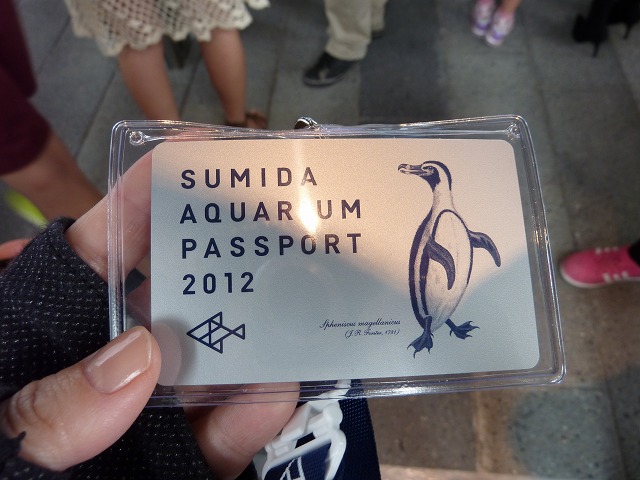 SUMIDA
AQUARIUM
PASSPORT
2012
Spheniscus magellanicus
(J.R. Forster, 1781)